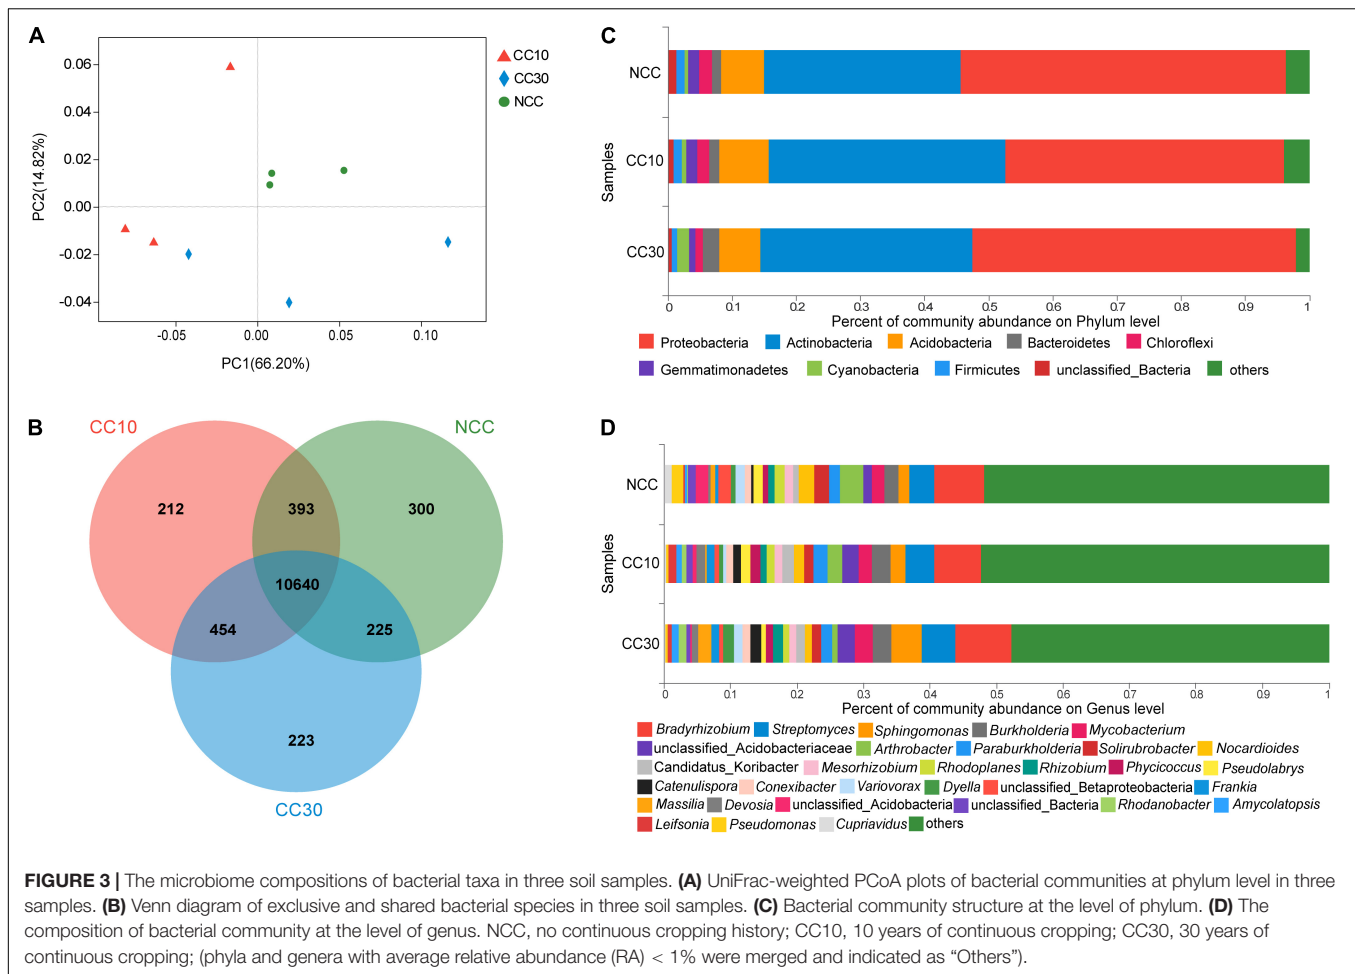 A
CC10
CC30
NCC
0.06
0.04
0.02
0.00
-0.02
-0.04
PC2(14.82%)
-0.05
0.00
0.05
0.10
PC1(66.20%)
B
CC10
NCC
212
393
300
10640
454
225
223
CC30
C
Samples
NCC
CC10
CC30
0
0.1
0.2
0.3
0.4
0.5
0.6
0.7
0.8
0.9
1
Percent of community abundance on Phylum level
Proteobacteria Actinobacteria Acidobacteria Bacteroidetes Chloroflexi
Gemmatimonadetes Cyanobacteria Firmicutes unclassified_Bacteria others
D
Samples
NCC
CC10
CC30
0
0.1
0.2
0.3
0.4
0.5
0.6
0.7
0.8
0.9
1
Percent of community abundance on Genus level
Bradyrhizobium Streptomyces Sphingomonas Burkholderia Mycobacterium
unclassified_Acidobacteriaceae Arthrobacter Paraburkholderia Solirubrobacter Nocardioides
Candidatus_Koribacter Mesorhizobium Rhodoplanes Rhizobium Phycicoccus Pseudolabrys
Catenulispora Conexibacter Variovorax Dyella unclassified_Betaproteobacteria Frankia
Massilia Devosia unclassified_Acidobacteria unclassified_Bacteria Rhodanobacter Amycolatopsis
Leifsonia Pseudomonas Cupriavidus others
FIGURE 3 | The microbiome compositions of bacterial taxa in three soil samples. (A) UniFrac-weighted PCoA plots of bacterial communities at phylum level in three
samples. (B) Venn diagram of exclusive and shared bacterial species in three soil samples. (C) Bacterial community structure at the level of phylum. (D) The
composition of bacterial community at the level of genus. NCC, no continuous cropping history; CC10, 10 years of continuous cropping; CC30, 30 years of
continuous cropping; (phyla and genera with average relative abundance (RA) < 1% were merged and indicated as “Others”).